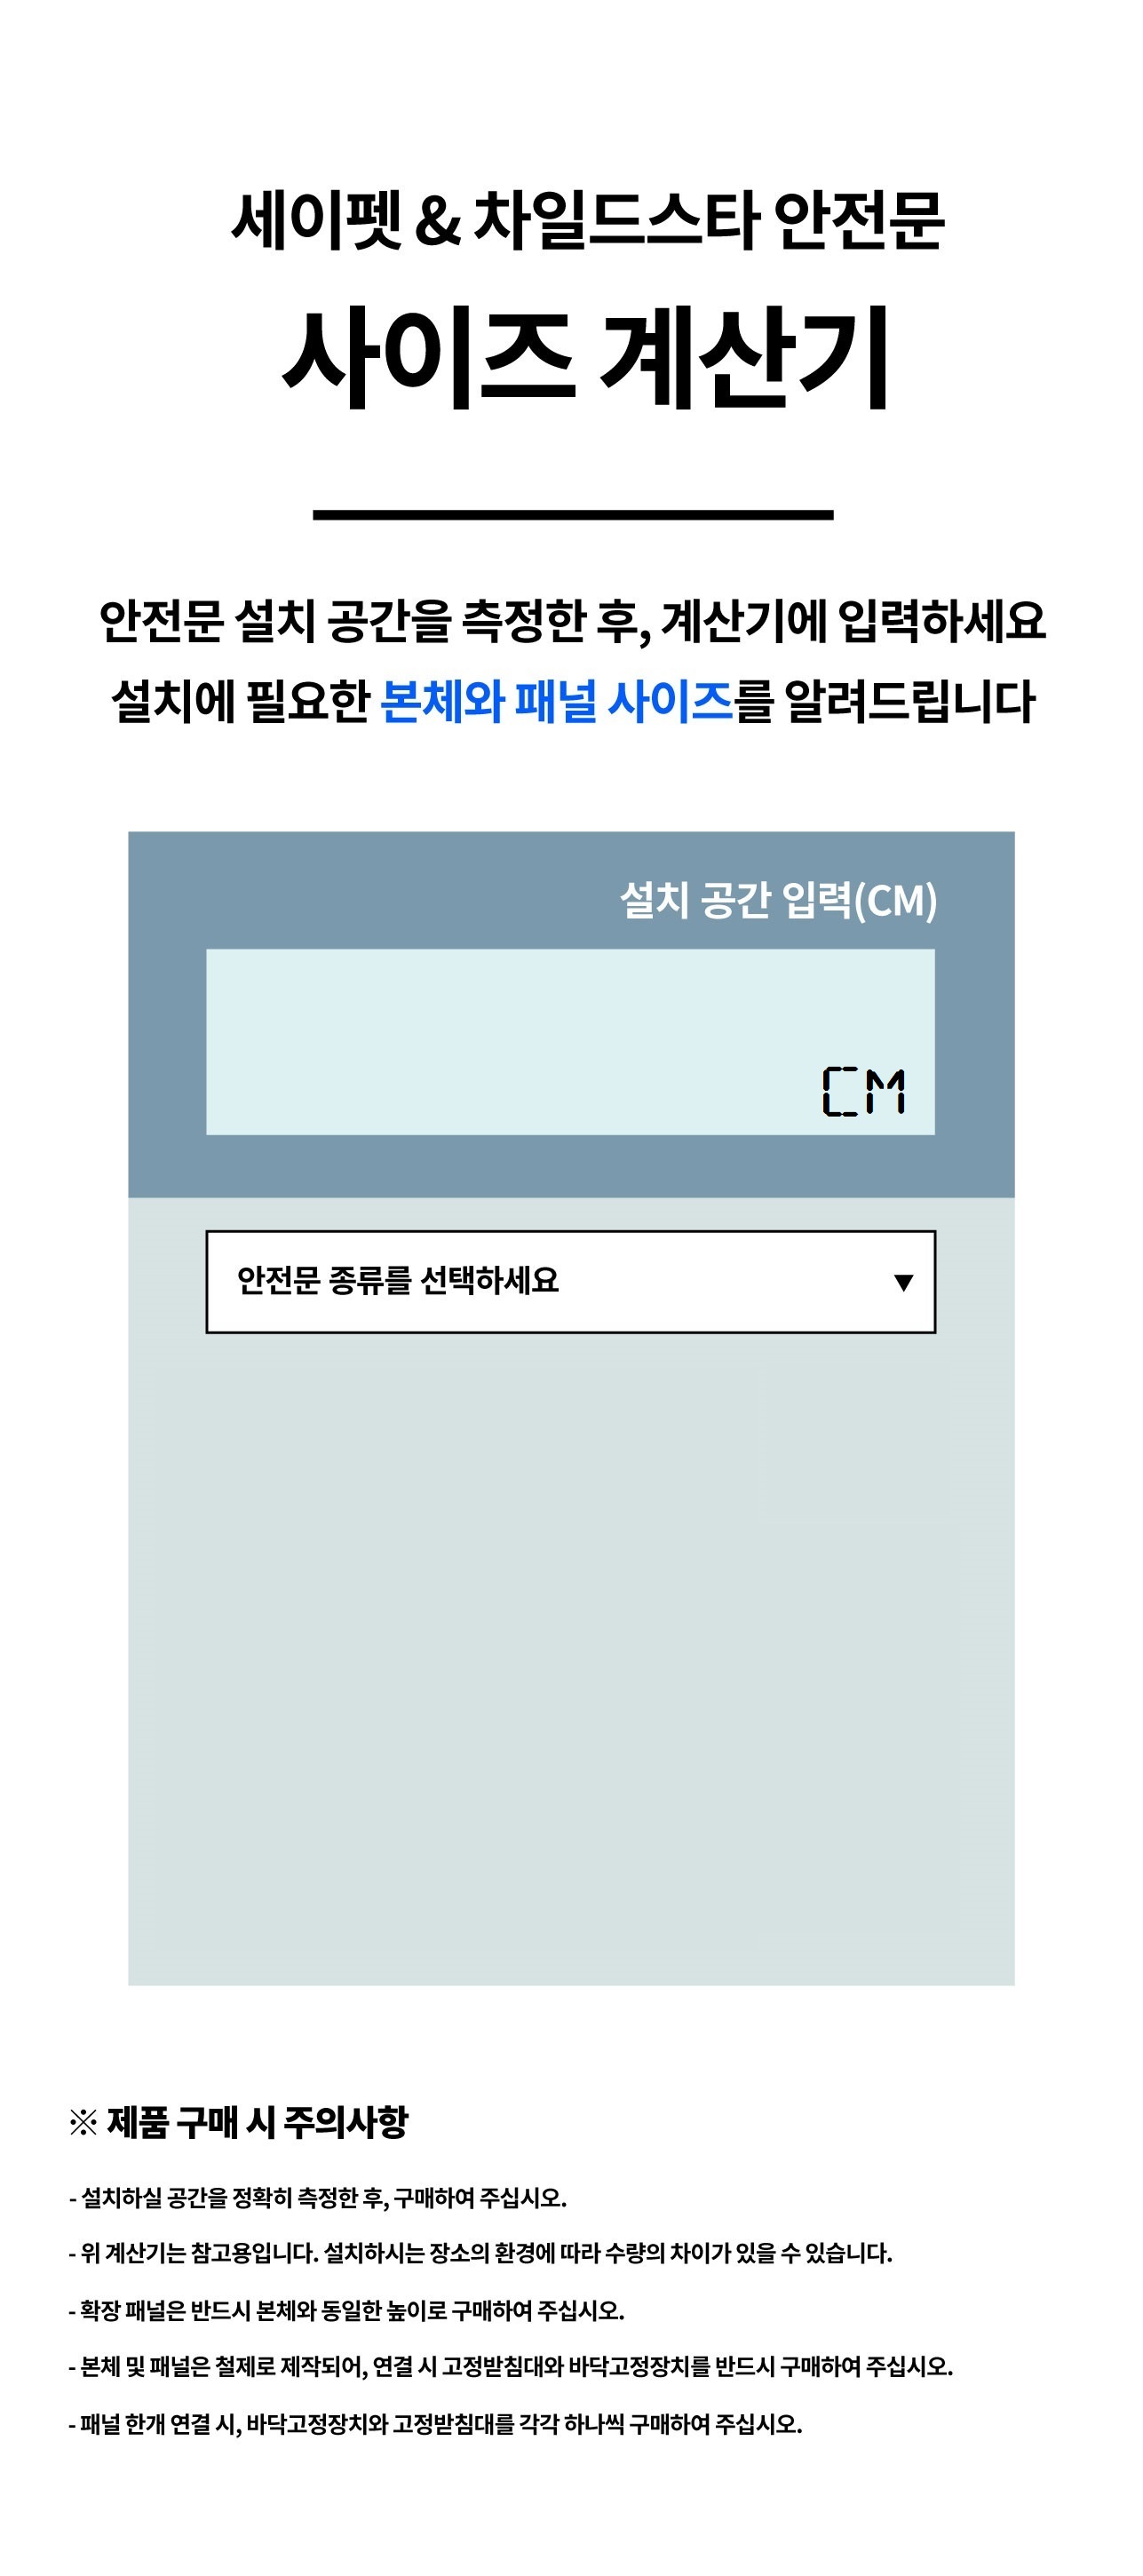 세이펫 & 차일드스타 안전문
사이즈 계산기
안전문 설치 공간을 측정한 후, 계산기에 입력하세요
설치에 필요한 본체와 패널 사이즈를 알려드립니다
설치 공간 입력(CM)
CM
안전문 종류를 선택하세요 ▼
※ 제품 구매 시 주의사항
- 설치하실 공간을 정확히 측정한 후, 구매하여 주십시오.
- 위 계산기는 참고용입니다. 설치하시는 장소의 환경에 따라 수량의 차이가 있을 수 있습니다.
- 확장 패널은 반드시 본체와 동일한 높이로 구매하여 주십시오.
- 본체 및 패널은 철제로 제작되어, 연결 시 고정받침대와 바닥고정장치를 반드시 구매하여 주십시오.
- 패널 한개 연결 시, 바닥고정장치와 고정받침대를 각각 하나씩 구매하여 주십시오.